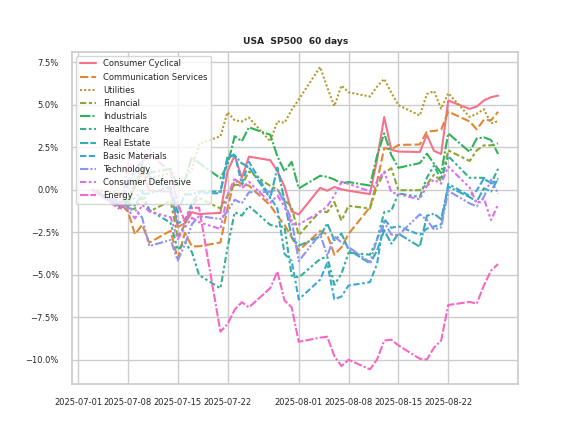 USA  SP500  60 days
7.5%
5.0%
2.5%
0.0%
−2.5%
−5.0%
−7.5%
−10.0%
Consumer Cyclical
Communication Services
Utilities
Financial
Industrials
Healthcare
Real Estate
Basic Materials
Technology
Consumer Defensive
Energy
2025-07-01 2025-07-08 2025-07-15 2025-07-22 2025-08-01 2025-08-08 2025-08-15 2025-08-22